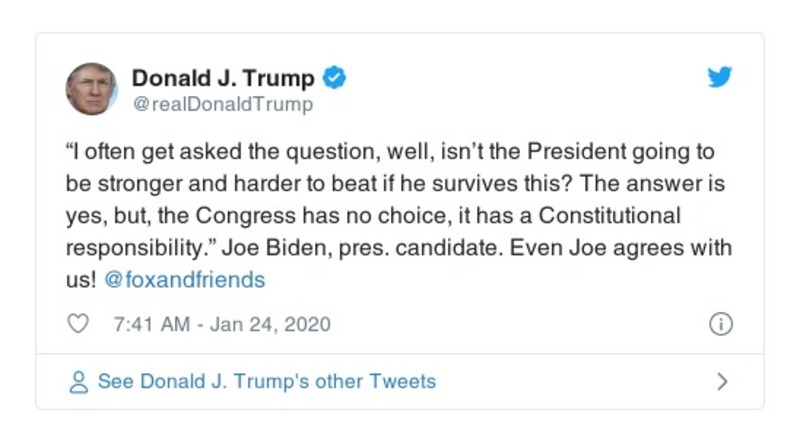 Donald J. Trump
@realDonaldTrump
“I often get asked the question, well, isn’t the President going to
be stronger and harder to beat if he survives this? The answer is
yes, but, the Congress has no choice, it has a Constitutional
responsibility.” Joe Biden, pres. candidate. Even Joe agrees with
us! @foxandfriends
7:41 AM - Jan 24, 2020
See Donald J. Trump's other Tweets